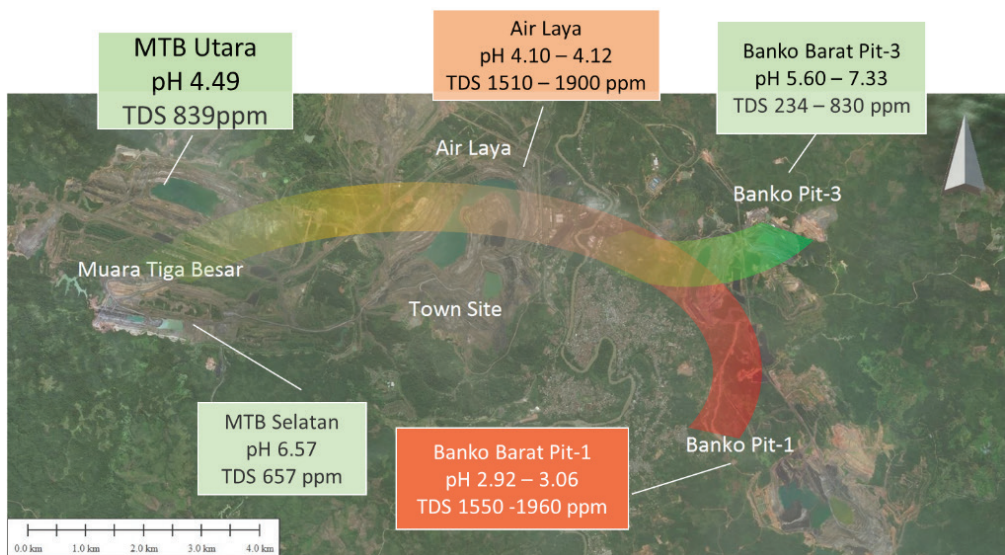 MTB Utara
pH 4.49
TDS 839ppm
Air Laya
pH 4.10 – 4.12
TDS 1510 – 1900 ppm
Banko Barat Pit-3
pH 5.60 – 7.33
TDS 234 – 830 ppm
Air Laya
Banko Pit-3
Muara Tiga Besar
Town Site
MTB Selatan
pH 6.57
TDS 657 ppm
Banko Barat Pit-1
pH 2.92 – 3.06
TDS 1550 -1960 ppm
Banko Pit-1
0.0 km 1.0 km 2.0 km 3.0 km 4.0 km